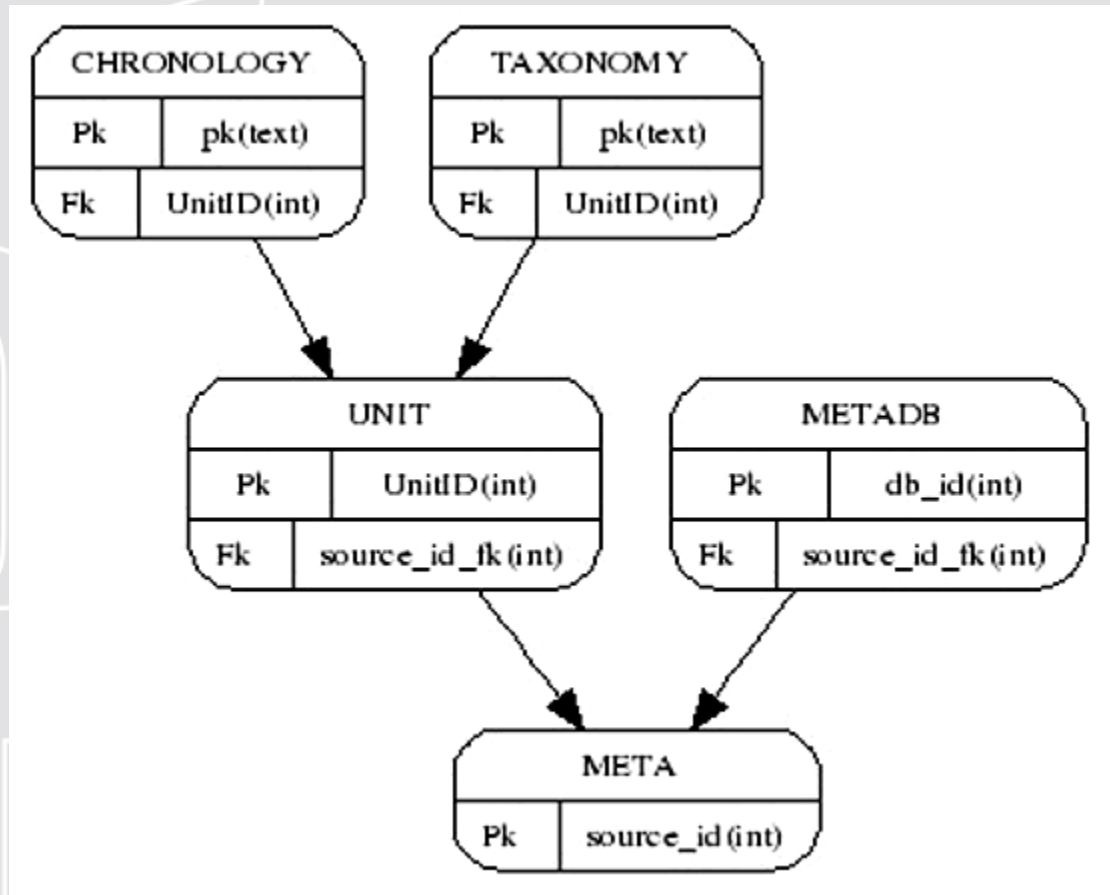 CHRONOLOGY
Pk pk(text)
Fk UnitID(int)
TAXONOMY
Pk pk(text)
Fk UnitID(int)
UNIT
Pk UnitID(int)
Fk source_id_fk(int)
METADB
Pk db_id(int)
Fk source_id_fk(int)
META
Pk source_id(int)